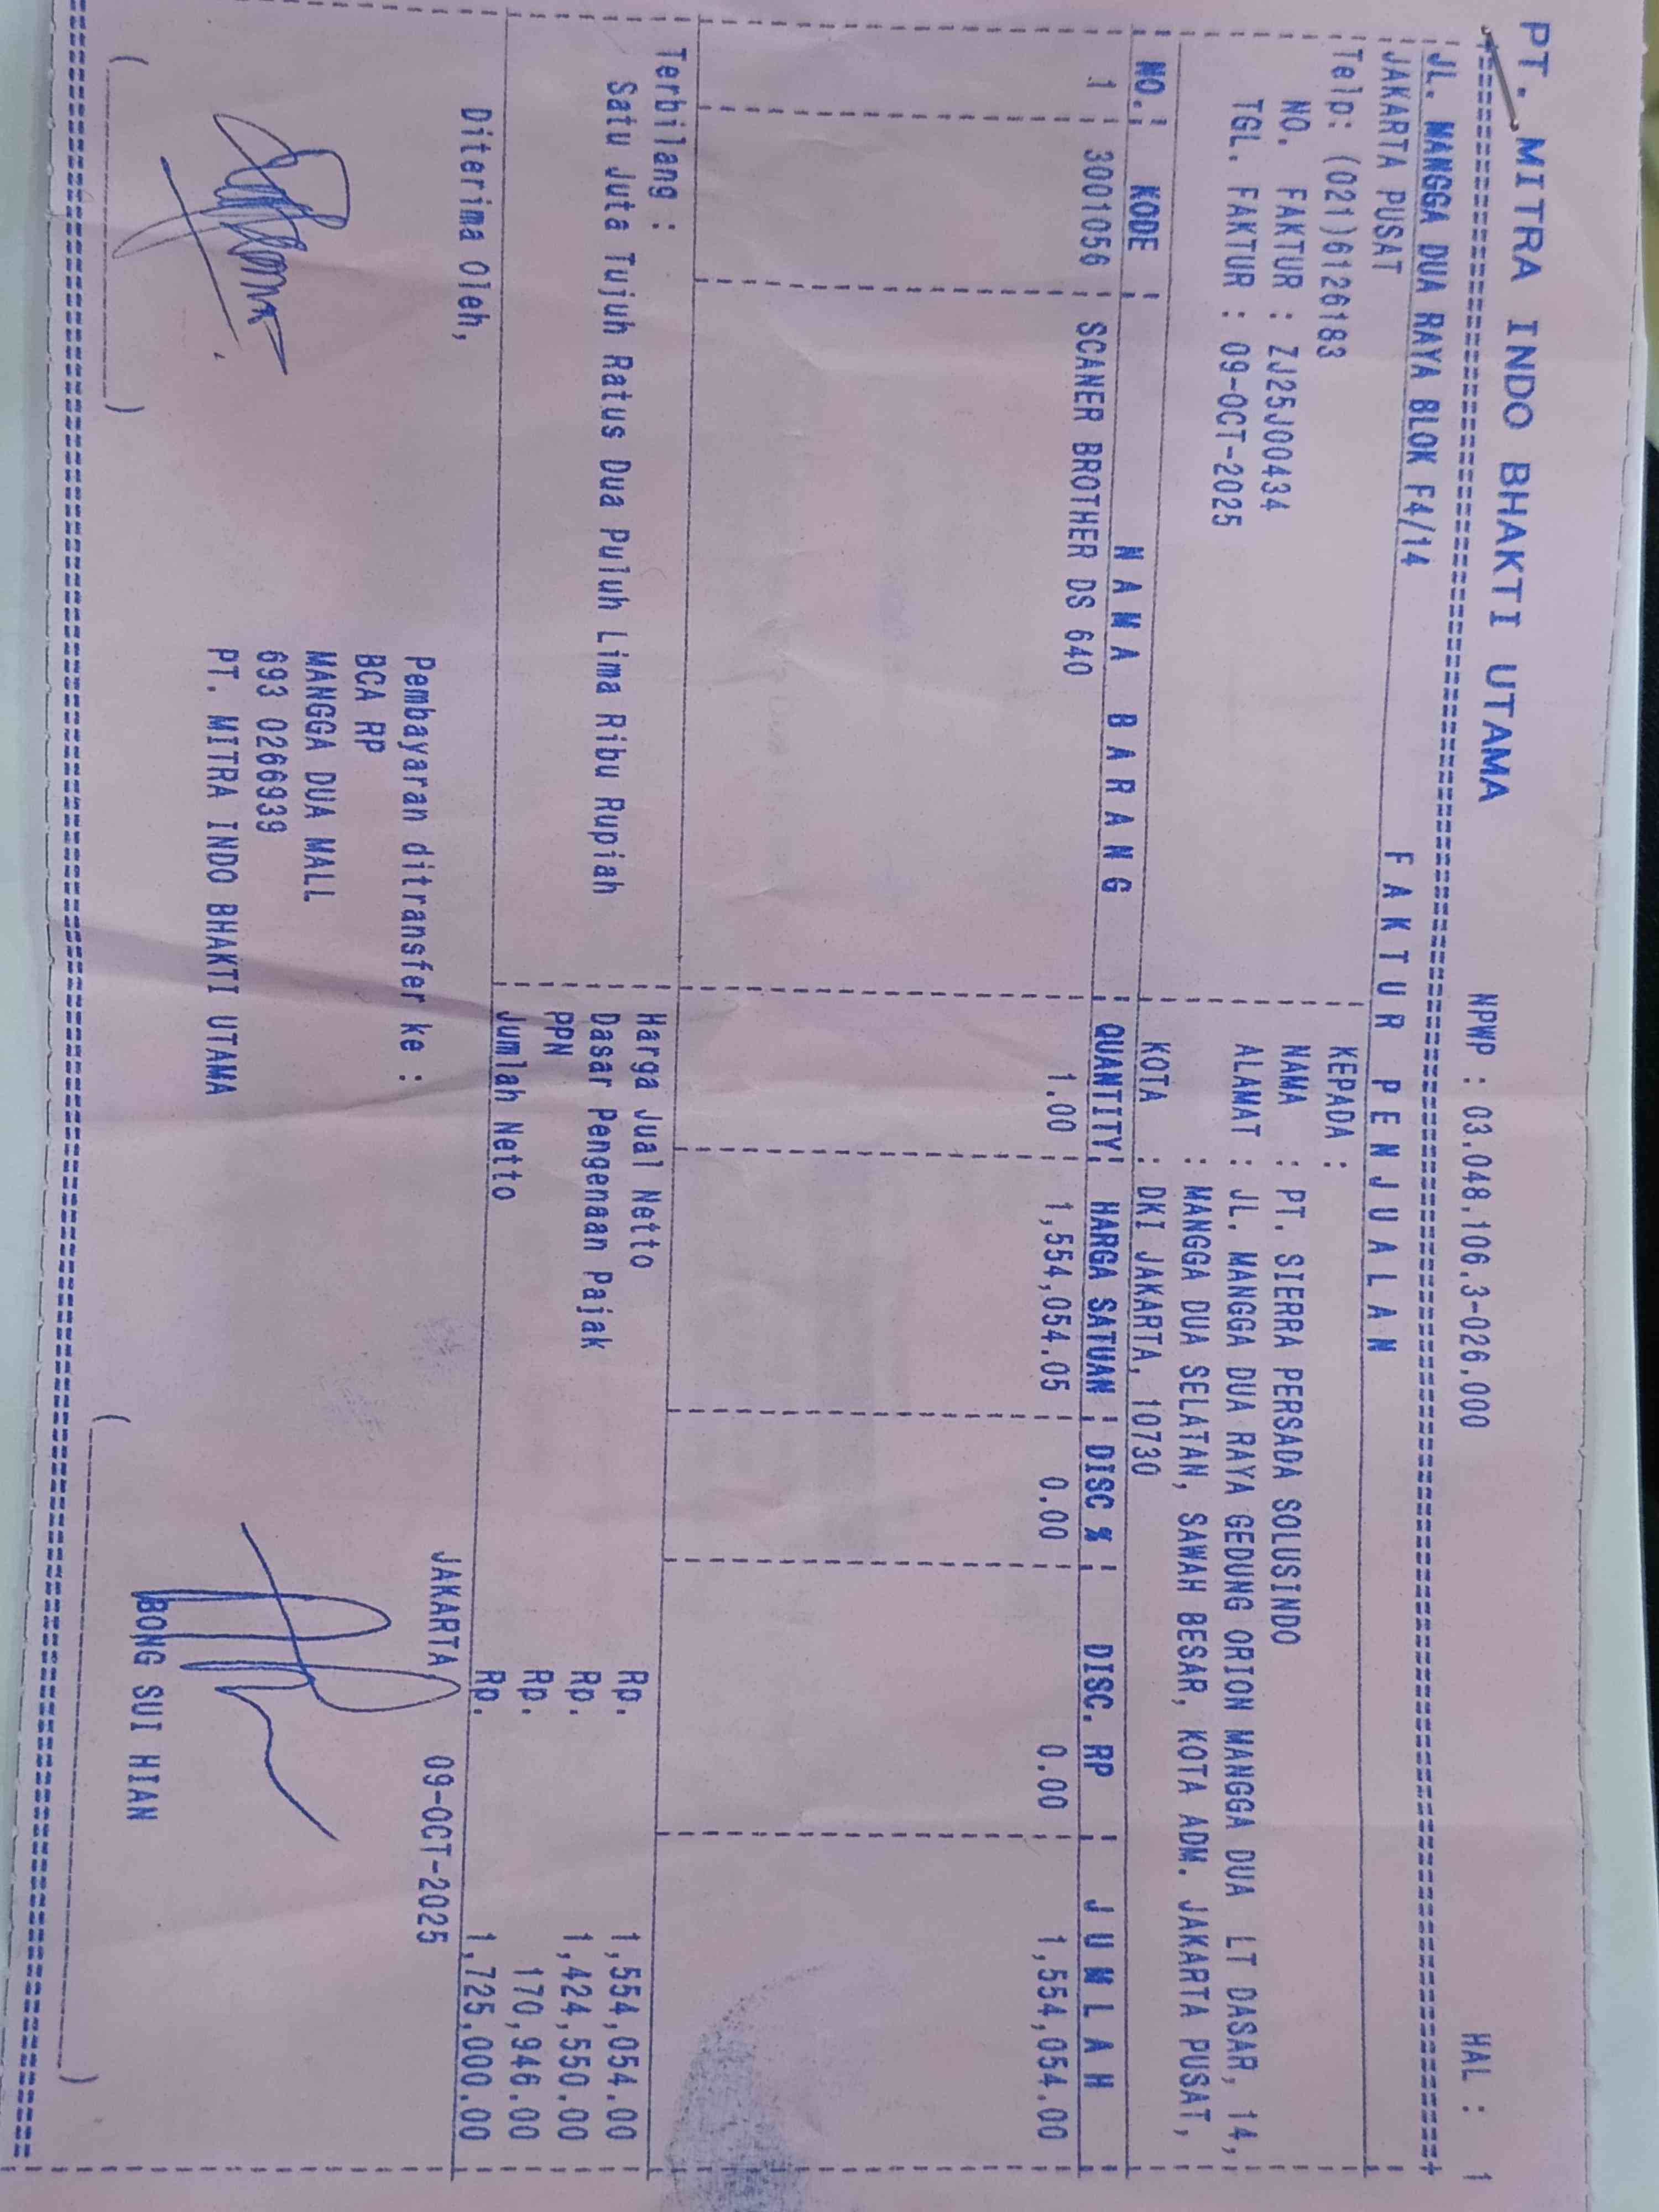 PT. MITRA INDO BHAKTI UTAMA NPWP : 03.048.106.3-026.000 HAL : 1
JL. MANGGA DUA RAYA BLOK F4/14
JAKARTA PUSAT F A K T U R P E N J U A L A N
Telp: (021)6126183 KEPADA :
NO. FAKTUR : ZJ25J00434 NAMA : PT. SIERRA PERSADA SOLUSINDO
TGL. FAKTUR : 09-OCT-2025 ALAMAT : JL. MANGGA DUA RAYA GEDUNG ORION MANGGA DUA LT DASAR, 14,
: MANGGA DUA SELATAN, SAWAH BESAR, KOTA ADM. JAKARTA PUSAT,
KOTA : DKI JAKARTA, 10730
NO. KODE N A M A B A R A N G QUANTITY HARGA SATUAN DISC % DISC. RP J U M L A H
1 3001056 SCANER BROTHER DS 640 1.00 1,554,054.05 0.00 0.00 1,554,054.00
Terbilang : Harga Jual Netto Rp. 1,554,054.00
Satu Juta Tujuh Ratus Dua Puluh Lima Ribu Rupiah Dasar Pengenaan Pajak Rp. 1,424,550.00
PPN Rp. 170,946.00
Jumlah Netto Rp. 1,725,000.00
Diterima Oleh, JAKARTA, 09-OCT-2025
Pembayaran ditransfer ke :
BCA RP
MANGGA DUA MALL
693 0266939
PT. MITRA INDO BHAKTI UTAMA
BONG SUI HIAN